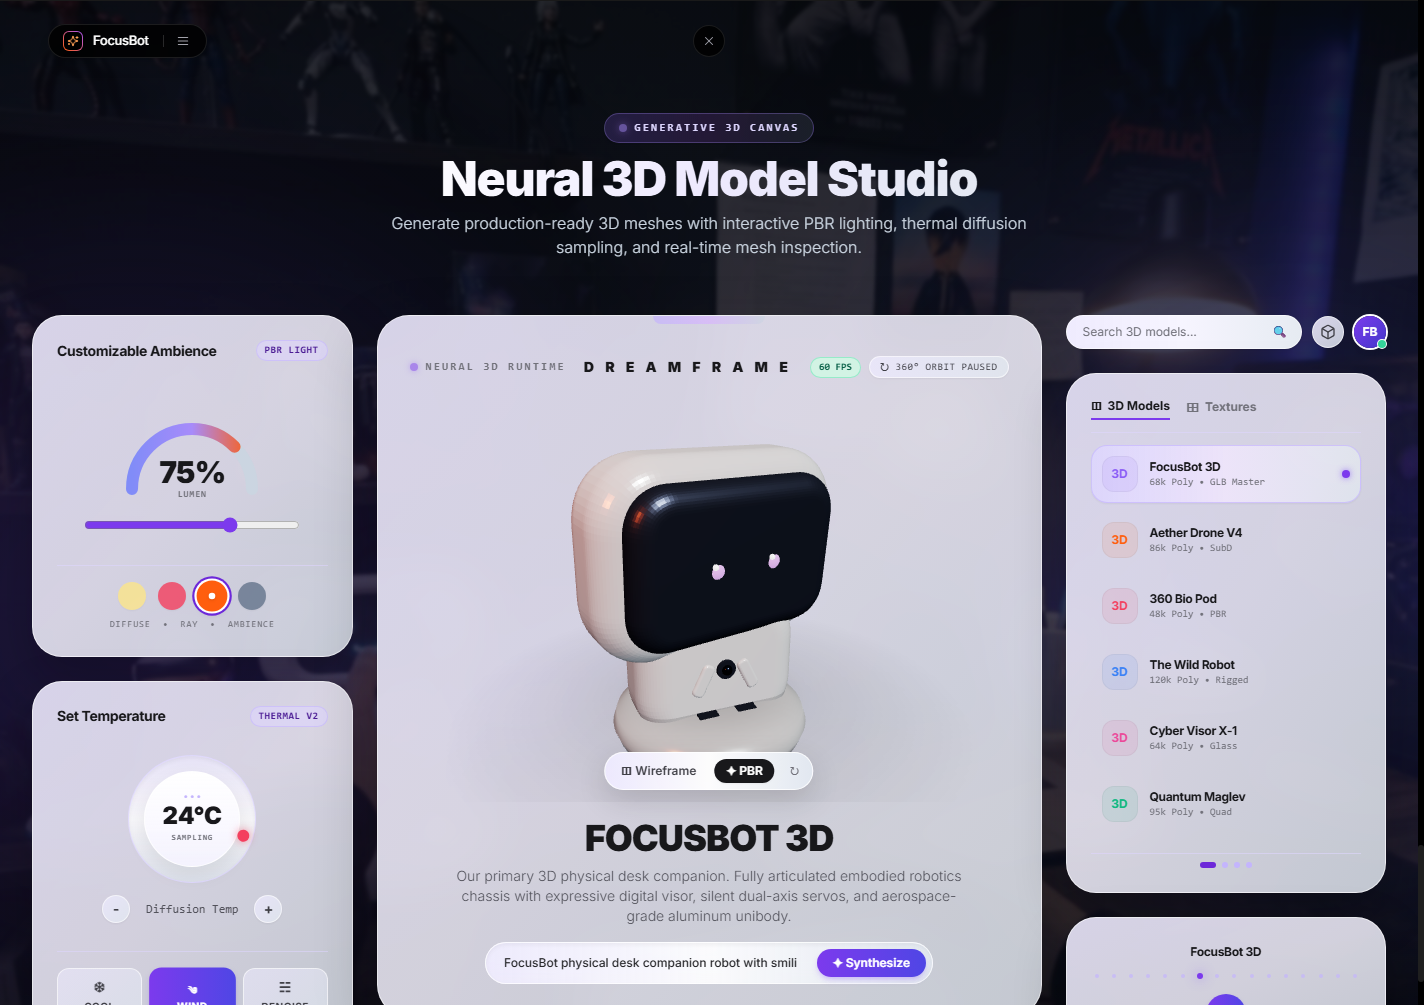 FocusBot
GENERATIVE 3D CANVAS
Neural 3D Model Studio
Generate production-ready 3D meshes with interactive PBR lighting, thermal diffusion
sampling, and real-time mesh inspection.
Customizable Ambience
PBR LIGHT
75%
LUMEN
DIFFUSE • RAY • AMBIENCE
Set Temperature
THERMAL V2
24°C
SAMPLING
- Diffusion Temp +
COOL
WIND
DENOISE
NEURAL 3D RUNTIME
DREAMFRAME
60 FPS
↻ 360° ORBIT PAUSED
Wireframe
✦ PBR
↻
FOCUSBOT 3D
Our primary 3D physical desk companion. Fully articulated embodied robotics
chassis with expressive digital visor, silent dual-axis servos, and aerospace-
grade aluminum unibody.
FocusBot physical desk companion robot with smili
✦ Synthesize
Search 3D models...
FB
3D Models
Textures
3D
FocusBot 3D
68k Poly • GLB Master
3D
Aether Drone V4
86k Poly • SubD
3D
360 Bio Pod
48k Poly • PBR
3D
The Wild Robot
120k Poly • Rigged
3D
Cyber Visor X-1
64k Poly • Glass
3D
Quantum Maglev
95k Poly • Quad
FocusBot 3D
METALLICA